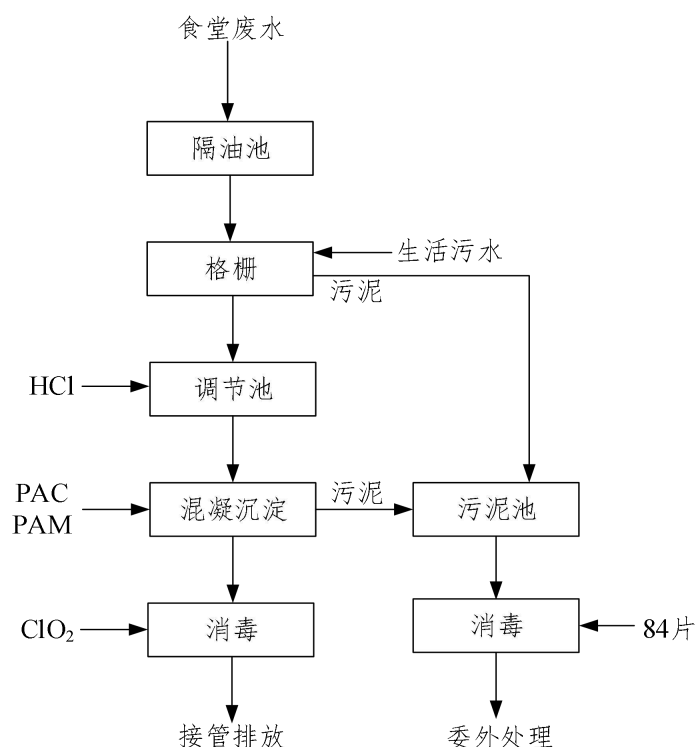 食堂废水
隔油池
格栅
生活污水
污泥
HCl
调节池
PAC
PAM
混凝沉淀
污泥
污泥池
ClO₂
消毒
消毒
84片
接管排放
委外处理